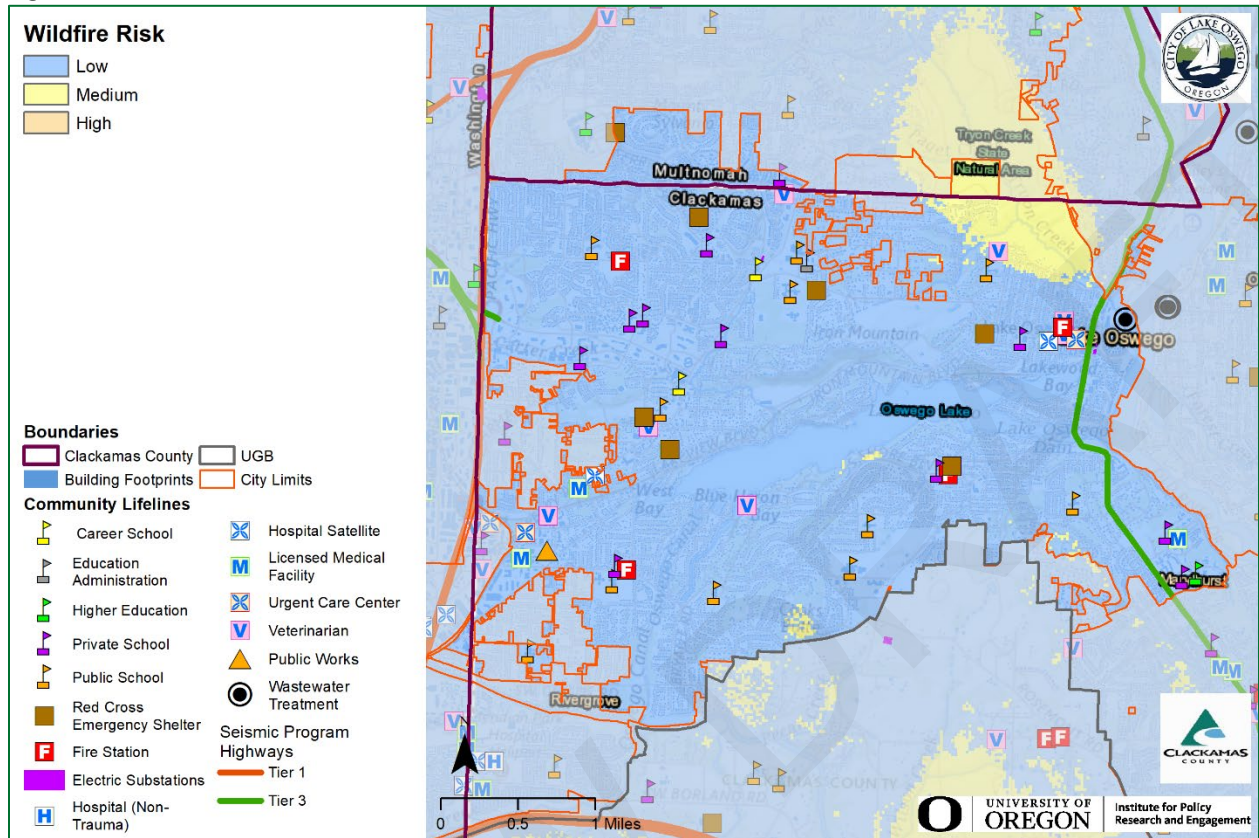 Wildfire Risk
Low
Medium
High
Boundaries
Clackamas County
UGB
Building Footprints
City Limits
Community Lifelines
Career School
Education
Administration
Higher Education
Private School
Public School
Red Cross
Emergency Shelter
F
Fire Station
Electric Substations
H
Hospital (Non-
Trauma)
Hospital Satellite
M
Licensed Medical
Facility
Urgent Care Center
V
Veterinarian
Public Works
Wastewater
Treatment
Seismic Program
Highways
Tier 1
Tier 3
Washington
Sylvania
Multnomah
Clackamas
Tryon Creek
State
Natural Area
Iron Mountain
Lakewood
Bay
Oswego Lake
West
Bay
Blue Heron
Bay
Rivergrove
CLACKAMAS COUNTY
0 0.5 1 Miles
CITY OF LAKE OSWEGO
OREGON
CLACKAMAS
COUNTY
O
UNIVERSITY OF
OREGON
Institute for Policy
Research and Engagement